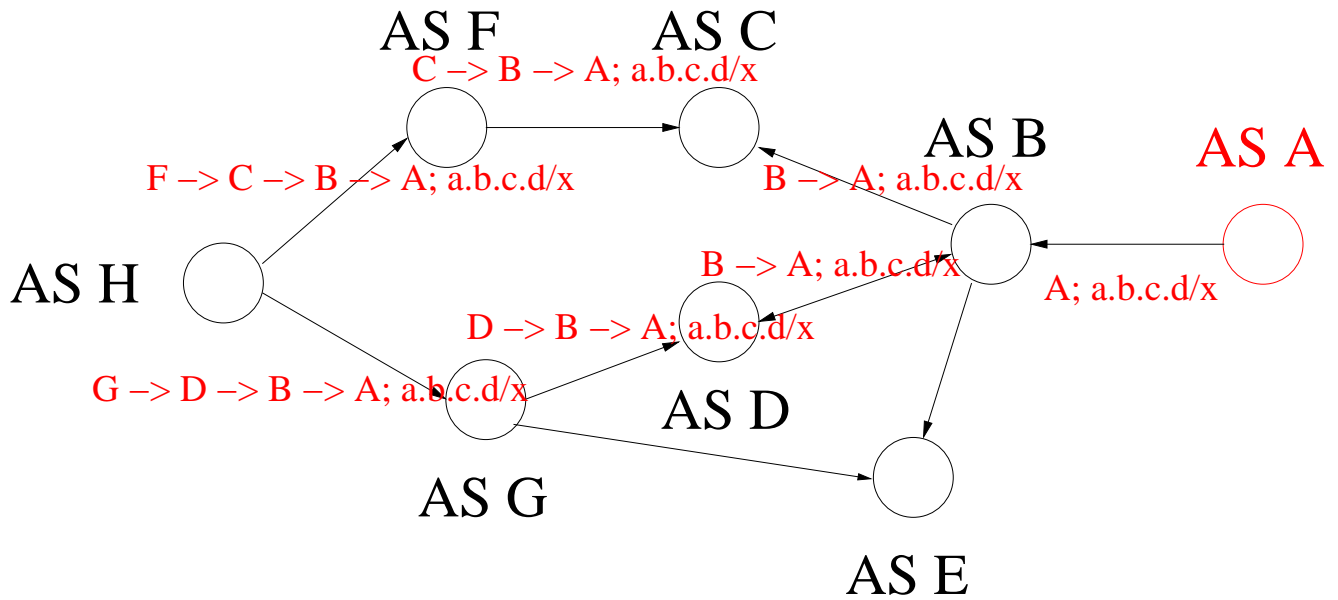 AS F
AS C
C –> B –> A; a.b.c.d/x
AS B
AS A
F –> C –> B –> A; a.b.c.d/x
B –> A; a.b.c.d/x
AS H
B –> A; a.b.c.d/x
A; a.b.c.d/x
D –> B –> A; a.b.c.d/x
G –> D –> B –> A; a.b.c.d/x
AS D
AS G
AS E